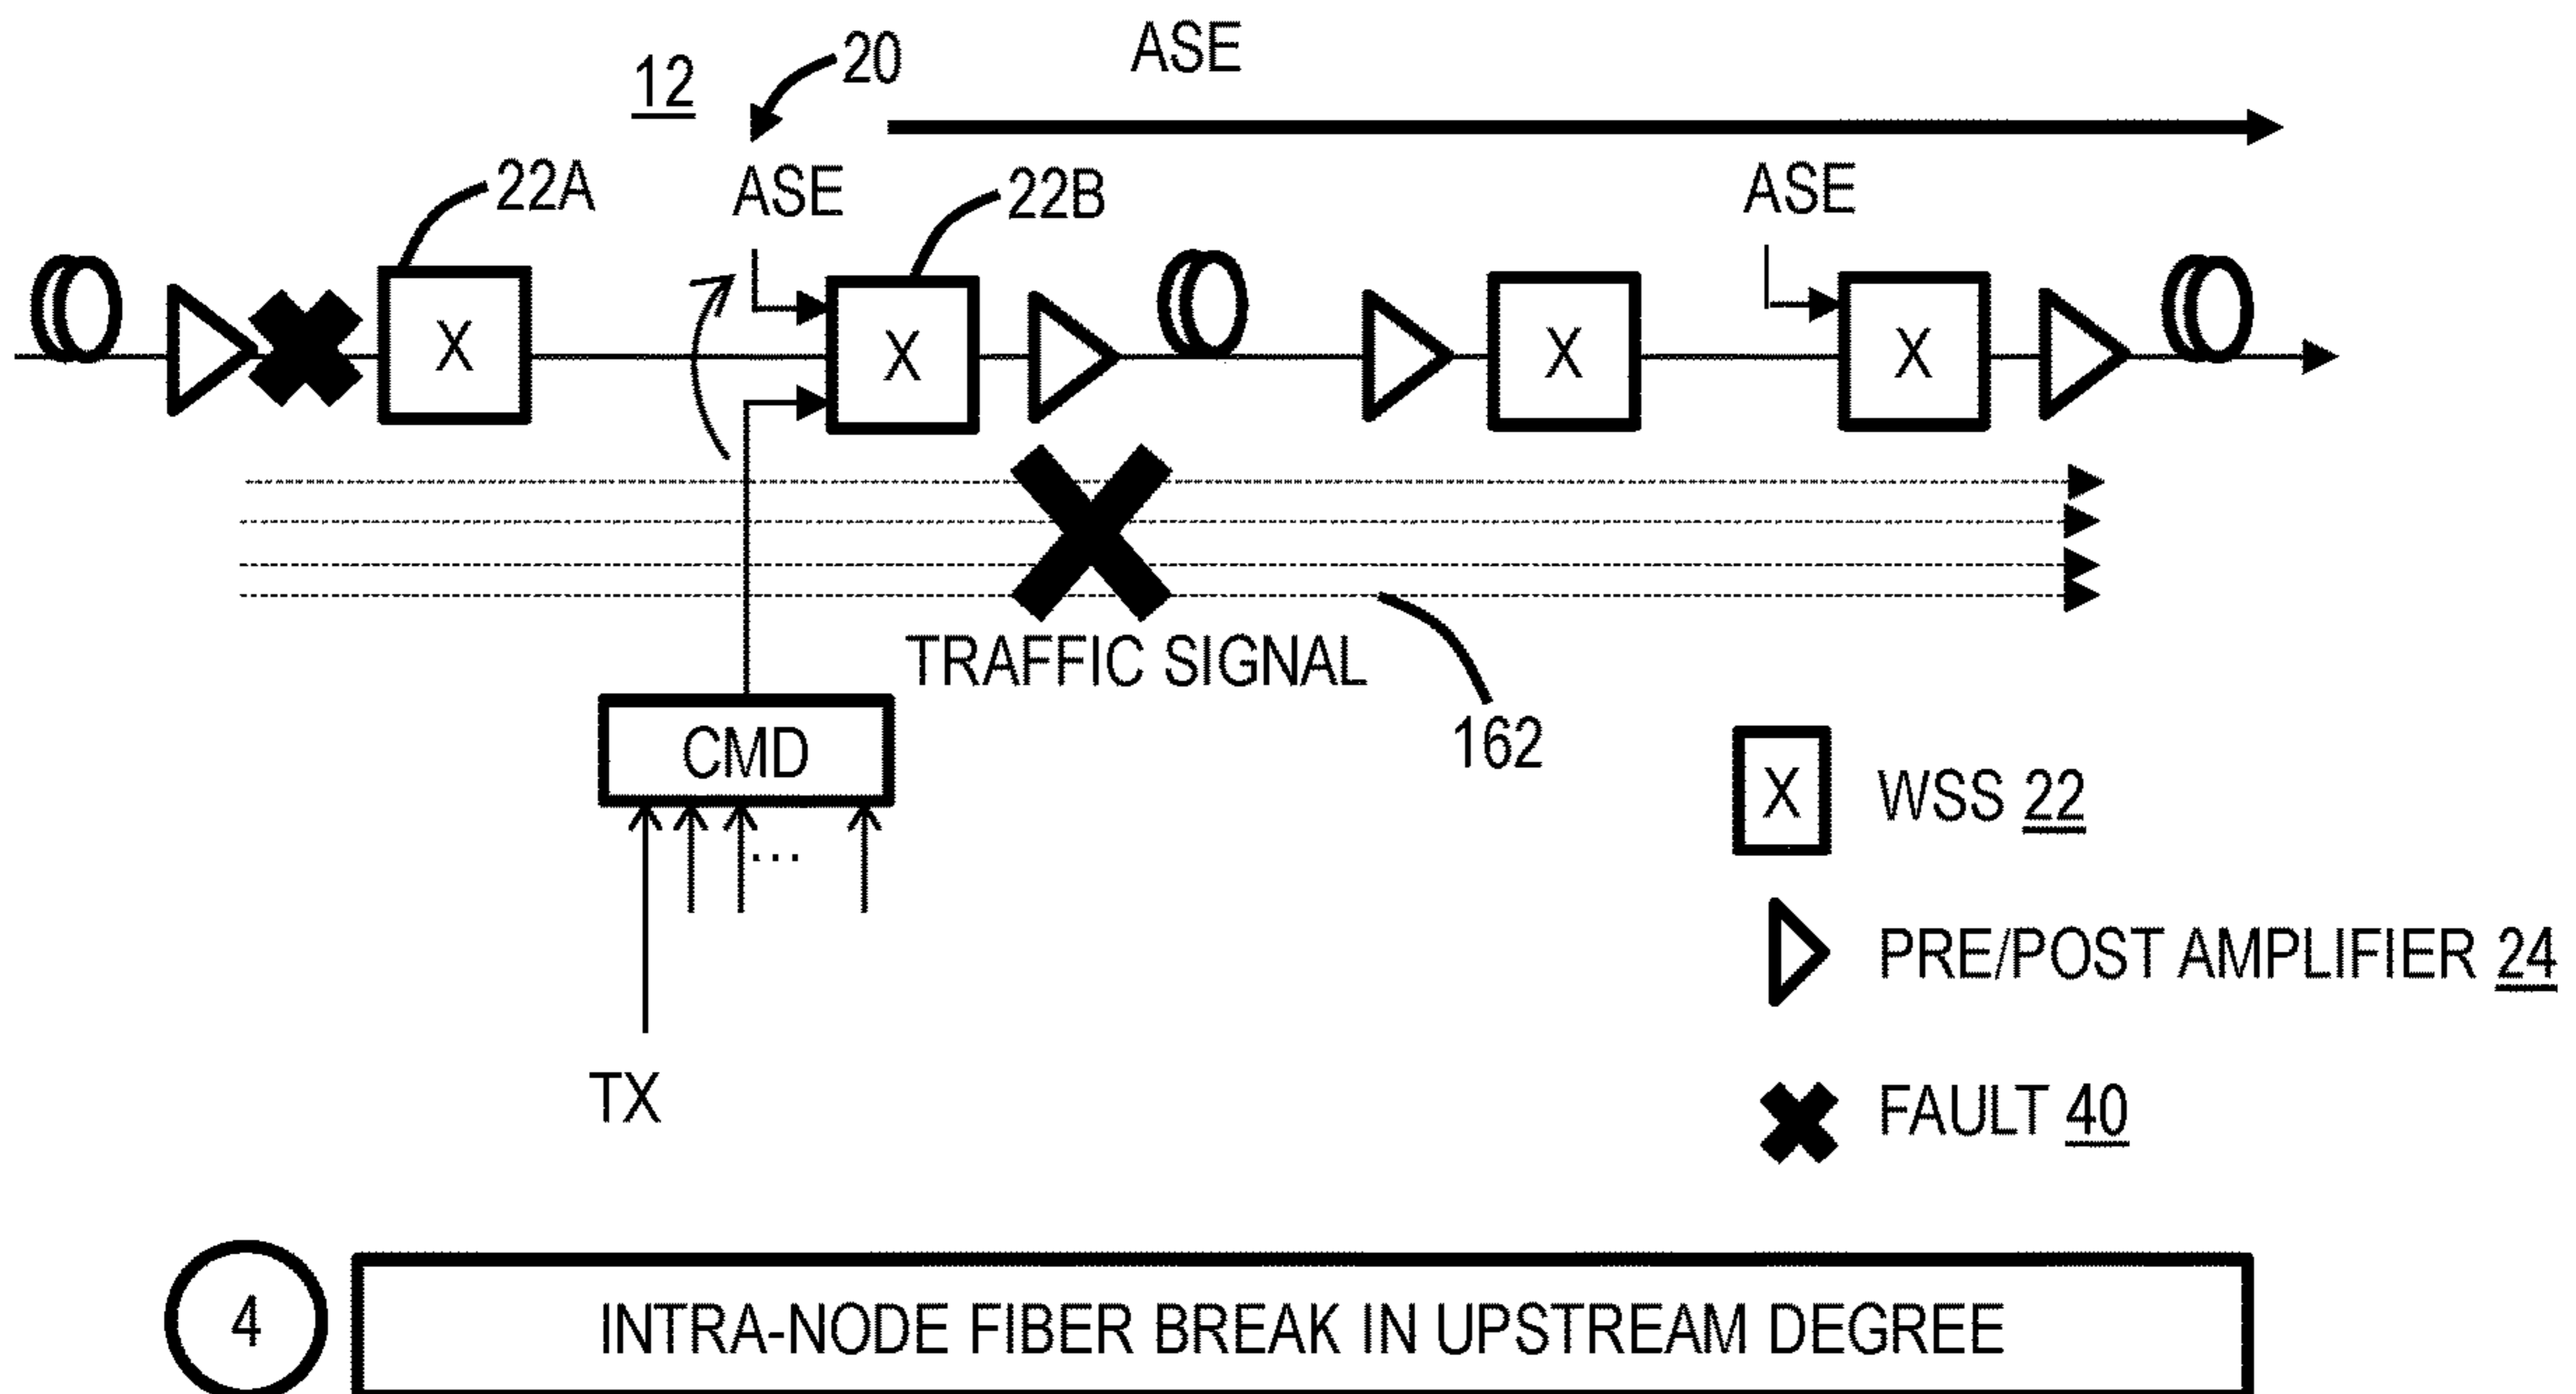 12
20
ASE
22A
ASE
22B
ASE
X
X
X
X
TRAFFIC SIGNAL
162
CMD
...
TX
X WSS 22
PRE/POST AMPLIFIER 24
FAULT 40
4 INTRA-NODE FIBER BREAK IN UPSTREAM DEGREE